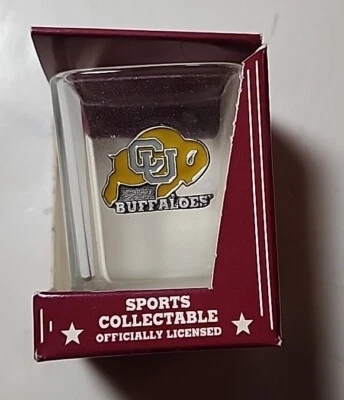 CU
BUFFALOES
SPORTS
COLLECTABLE
OFFICIALLY LICENSED